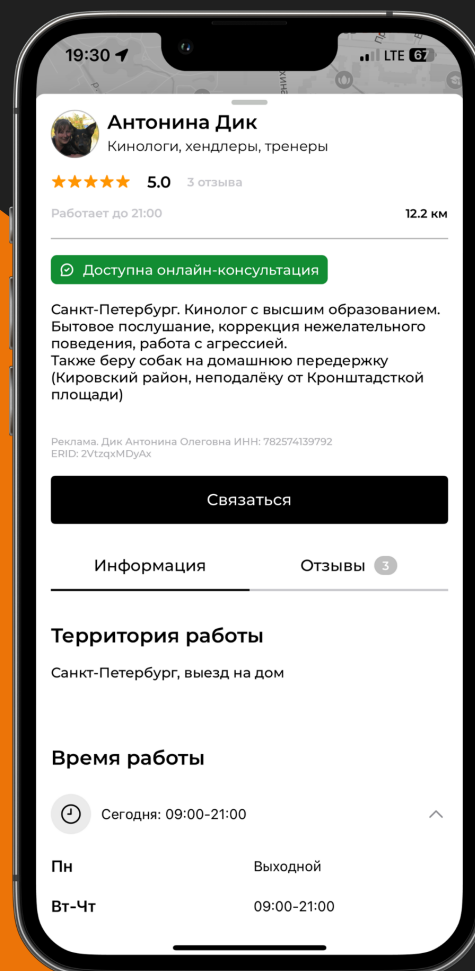 19:30
LTE 67
Антонина Дик
Кинологи, хендлеры, тренеры
5.0 3 отзыва
Работает до 21:00 12.2 км
Доступна онлайн-консультация
Санкт-Петербург. Кинолог с высшим образованием.
Бытовое послушание, коррекция нежелательного
поведения, работа с агрессией.
Также беру собак на домашнюю передержку
(Кировский район, неподалёку от Кронштадсткой
площади)
Реклама. Дик Антонина Олеговна ИНН: 782574139792
ERID: 2VtzqxMDyAx
Связаться
Информация Отзывы 3
Территория работы
Санкт-Петербург, выезд на дом
Время работы
Сегодня: 09:00-21:00
Пн Выходной
Вт-Чт 09:00-21:00